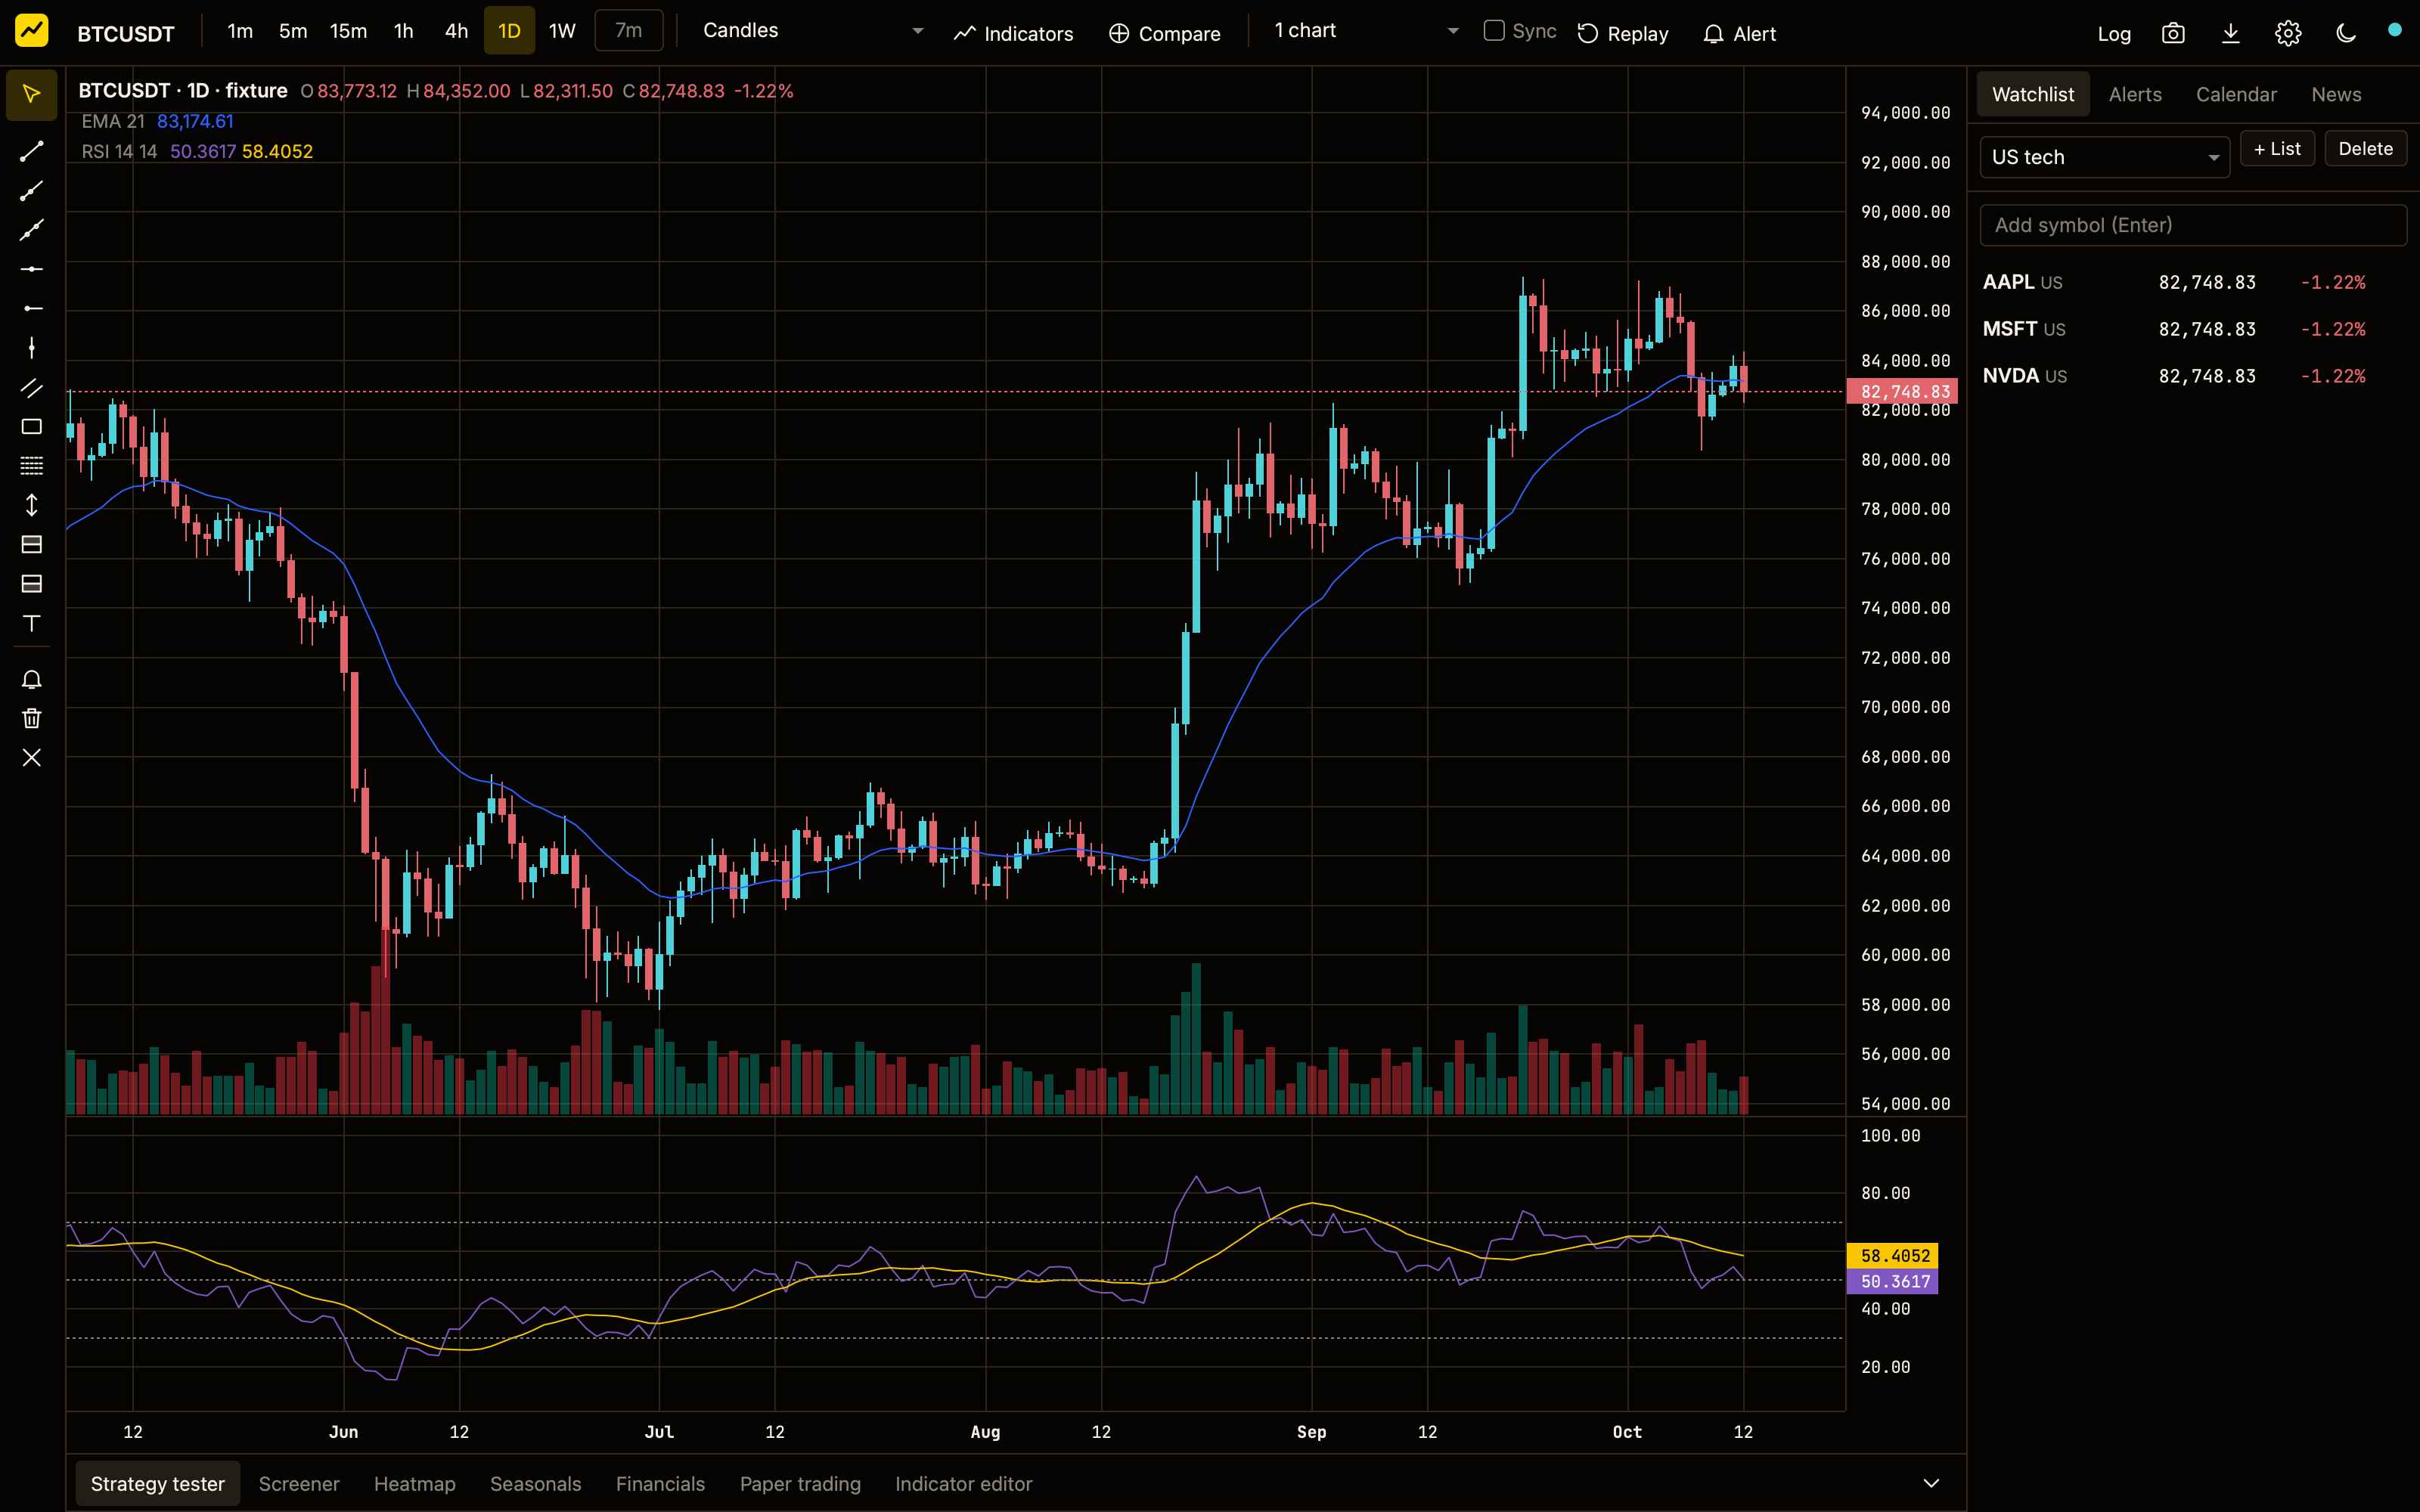 BTCUSDT 1m 5m 15m 1h 4h 1D 1W 7m Candles Indicators Compare 1 chart Sync Replay Alert Log
BTCUSDT · 1D · fixture O 83,773.12 H 84,352.00 L 82,311.50 C 82,748.83 -1.22%
EMA 21 83,174.61
RSI 14 14 50.3617 58.4052
94,000.00
92,000.00
90,000.00
88,000.00
86,000.00
84,000.00
82,748.83
82,000.00
80,000.00
78,000.00
76,000.00
74,000.00
72,000.00
70,000.00
68,000.00
66,000.00
64,000.00
62,000.00
60,000.00
58,000.00
56,000.00
54,000.00
100.00
80.00
58.4052
50.3617
40.00
20.00
12 Jun 12 Jul 12 Aug 12 Sep 12 Oct 12
Strategy tester Screener Heatmap Seasonals Financials Paper trading Indicator editor
Watchlist Alerts Calendar News
US tech + List Delete
Add symbol (Enter)
AAPL US 82,748.83 -1.22%
MSFT US 82,748.83 -1.22%
NVDA US 82,748.83 -1.22%